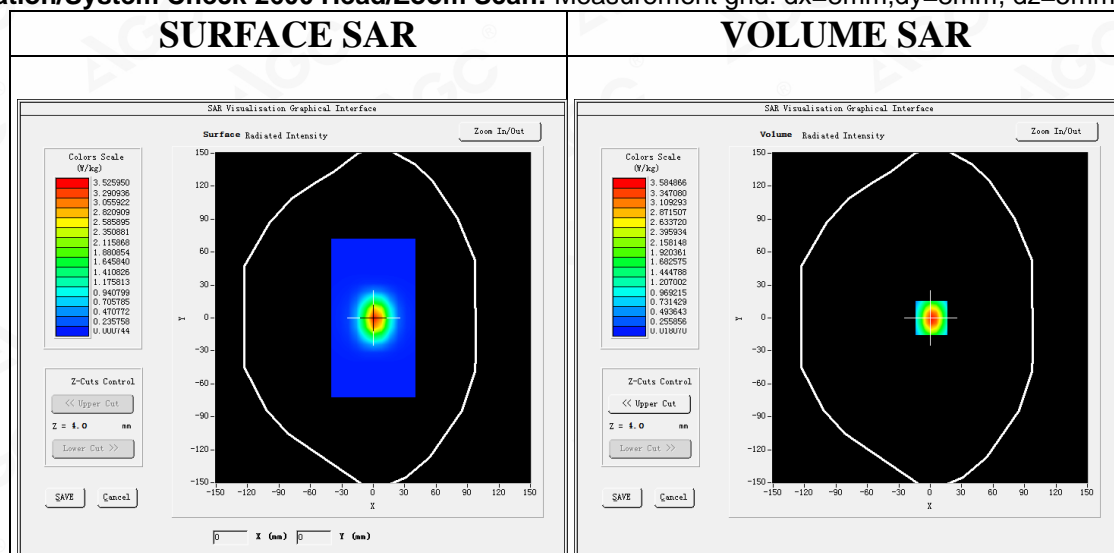 ation/System Check 2600 Head/Zoom Scan: Measurement grid: dx=5mm,dy=5mm, dz=5mm
SURFACE SAR
VOLUME SAR
SAR Visualisation Graphical Interface
Surface Radiated Intensity
Zoom In/Out
Colors Scale
(W/kg)
3.525950
3.290936
3.055922
2.820909
2.585895
2.350881
2.115868
1.880854
1.645840
1.410826
1.175813
0.940799
0.705785
0.470772
0.235758
0.000744
150
120
90
60
30
0
-30
-60
-90
-120
-150
Y
-150 -120 -90 -60 -30 0 30 60 90 120 150
X
Z-Cuts Control
<< Upper Cut
Z = 4.0 mm
Lower Cut >>
SAVE Cancel
0 X (mm) 0 Y (mm)
SAR Visualisation Graphical Interface
Volume Radiated Intensity
Zoom In/Out
Colors Scale
(W/kg)
3.584866
3.347080
3.109293
2.871507
2.633720
2.395934
2.158148
1.920361
1.682575
1.444788
1.207002
0.969215
0.731429
0.493643
0.255856
0.018070
150
120
90
60
30
0
-30
-60
-90
-120
-150
Y
-150 -120 -90 -60 -30 0 30 60 90 120 150
X
Z-Cuts Control
<< Upper Cut
Z = 4.0 mm
Lower Cut >>
SAVE Cancel